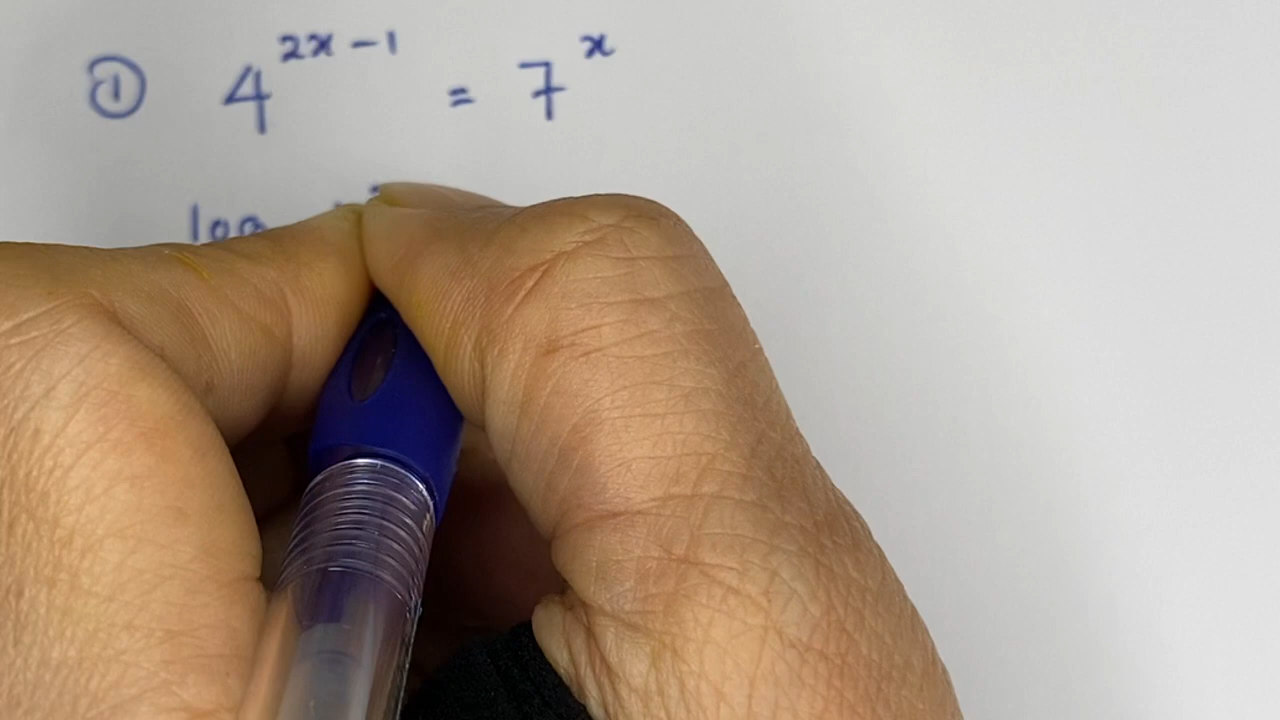 ① 4^{2x-1} = 7^x
log